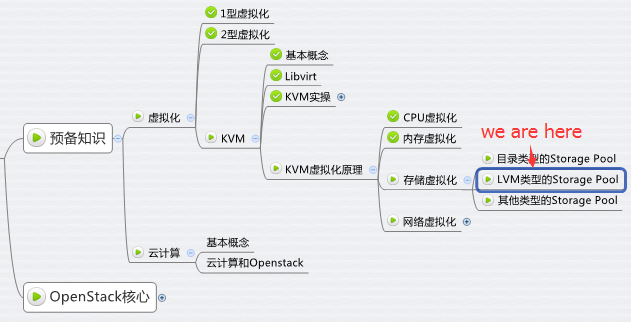 1型虚拟化
2型虚拟化
基本概念
Libvirt
KVM实操
虚拟化
KVM
预备知识
CPU虚拟化
内存虚拟化
we are here
KVM虚拟化原理
目录类型的Storage Pool
存储虚拟化
LVM类型的Storage Pool
其他类型的Storage Pool
网络虚拟化
云计算
基本概念
云计算和Openstack
OpenStack核心